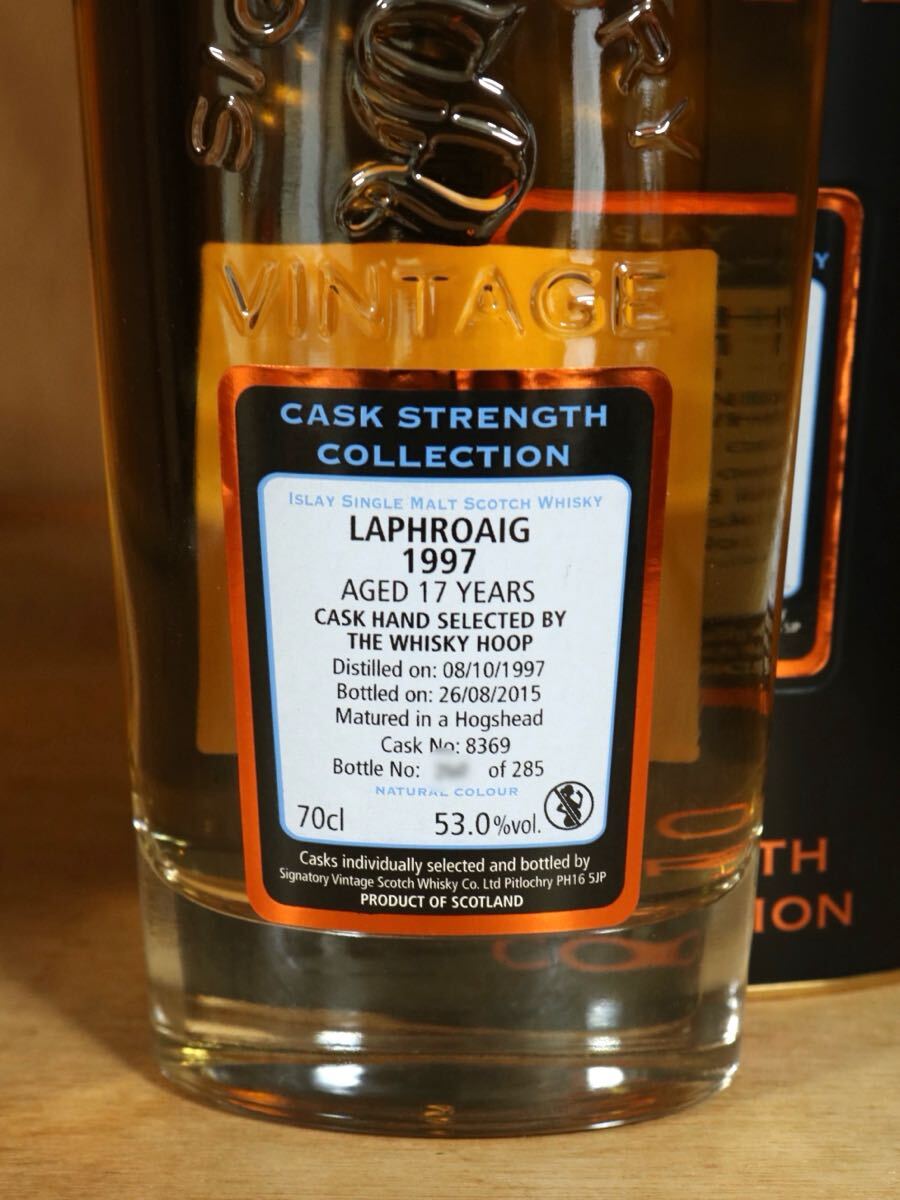 VINTAGE
CASK STRENGTH
COLLECTION
ISLAY SINGLE MALT SCOTCH WHISKY
LAPHROAIG
1997
AGED 17 YEARS
CASK HAND SELECTED BY
THE WHISKY HOOP
Distilled on: 08/10/1997
Bottled on: 26/08/2015
Matured in a Hogshead
Cask No: 8369
Bottle No: of 285
NATURAL COLOUR
70cl 53.0%vol.
Casks individually selected and bottled by
Signatory Vintage Scotch Whisky Co. Ltd Pitlochry PH16 5JP
PRODUCT OF SCOTLAND
ISLAY
TH
ION